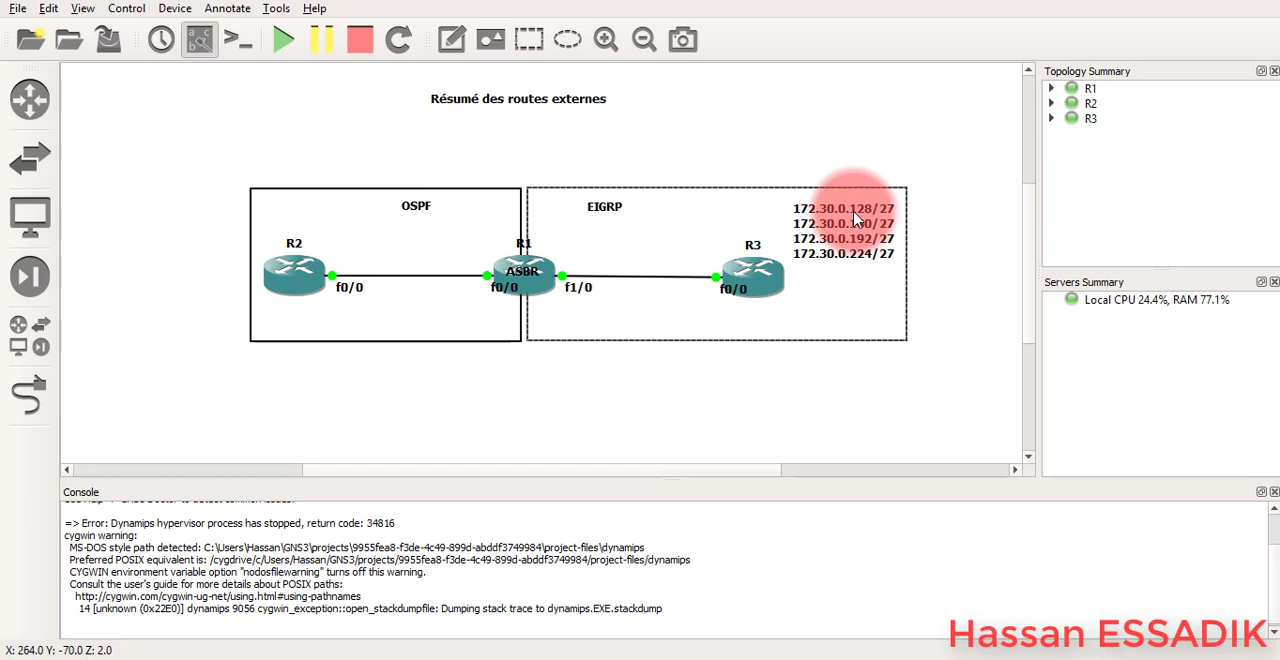 File Edit View Control Device Annotate Tools Help
Résumé des routes externes
OSPF
EIGRP
172.30.0.128/27
172.30.0.192/27
172.30.0.224/27
R2
R1
R3
ASBR
f0/0
f0/0
f1/0
f0/0
Topology Summary
R1
R2
R3
Servers Summary
Local CPU 24.4%, RAM 77.1%
Console
=> Error: Dynamips hypervisor process has stopped, return code: 34816
cygwin warning:
MS-DOS style path detected: C:\Users\Hassan\GNS3\projects\9955fea8-f3de-4c49-899d-abddf3749984\project-files\dynamips
Preferred POSIX equivalent is: /cygdrive/c/Users/Hassan/GNS3/projects/9955fea8-f3de-4c49-899d-abddf3749984/project-files/dynamips
CYGWIN environment variable option "nodosfilewarning" turns off this warning.
Consult the user's guide for more details about POSIX paths:
http://cygwin.com/cygwin-ug-net/using.html#using-pathnames
14 [unknown (0x22E0)] dynamips 9056 cygwin_exception::open_stackdumpfile: Dumping stack trace to dynamips.EXE.stackdump
Hassan ESSADIK
X: 264.0 Y: -70.0 Z: 2.0